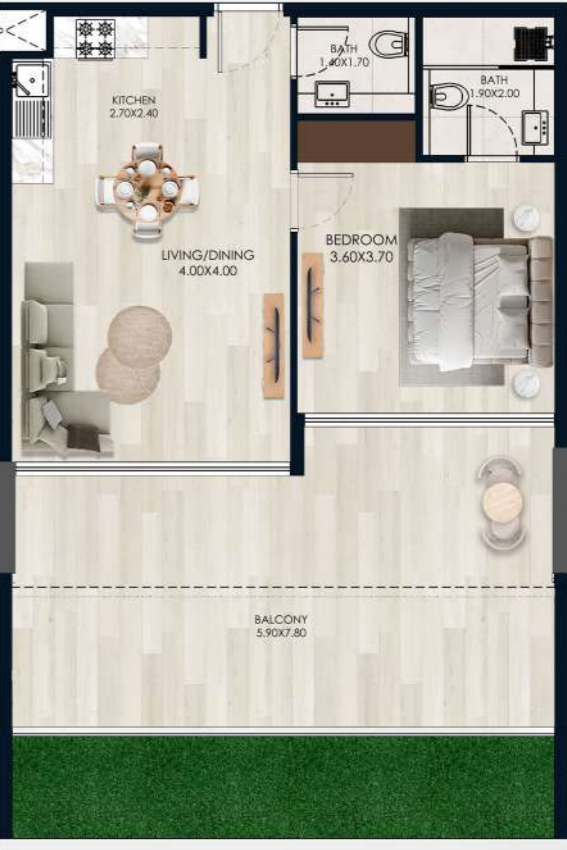 BATH
1.40X1.70
BATH
1.90X2.00
KITCHEN
2.70X2.40
LIVING/DINING
4.00X4.00
BEDROOM
3.60X3.70
BALCONY
5.90X7.80